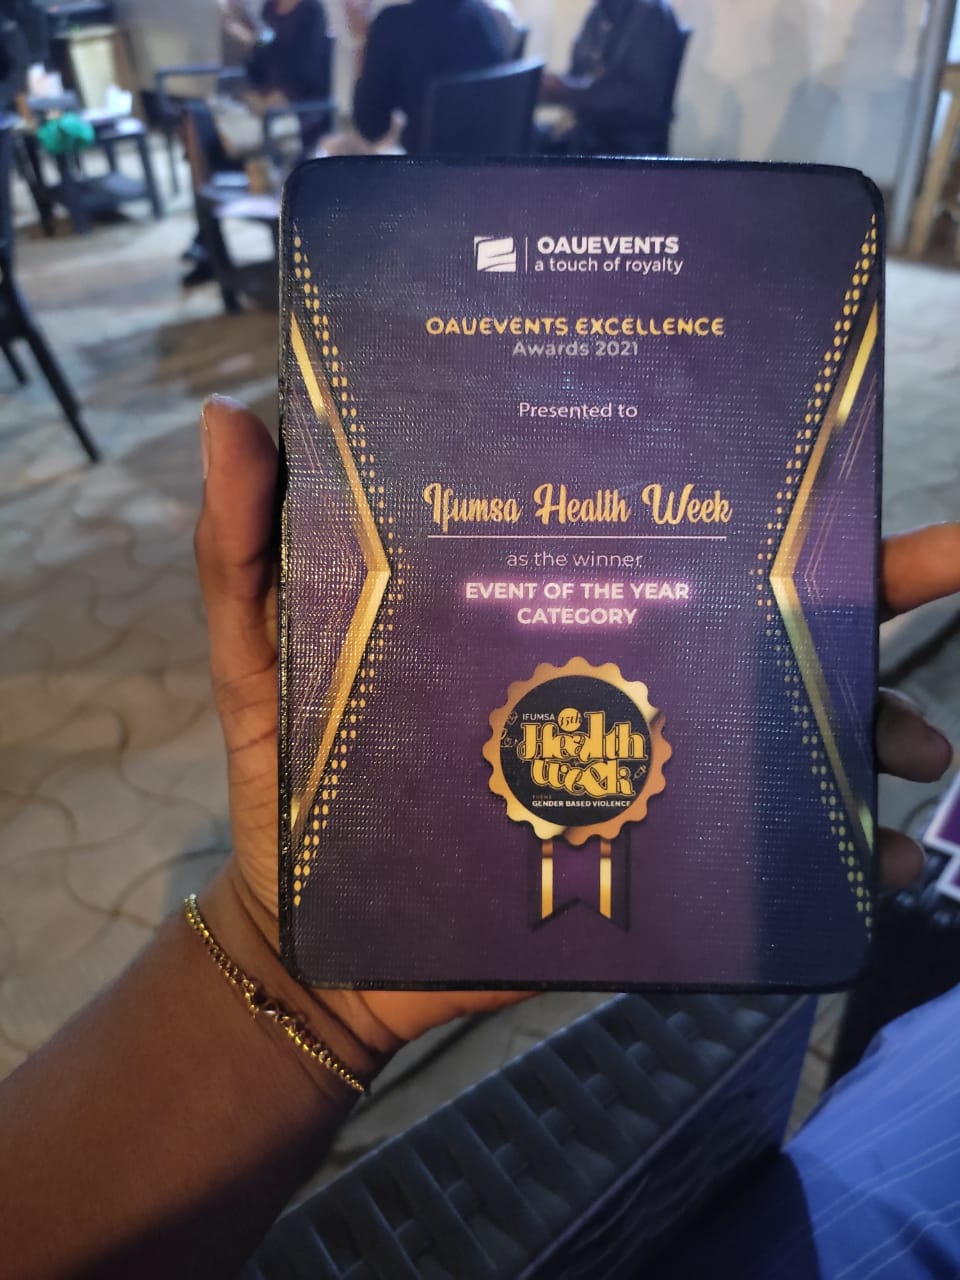 OAUEVENTS
a touch of royalty
OAUEVENTS EXCELLENCE
Awards 2021
Presented to
Ifumsa Health Week
as the winner
EVENT OF THE YEAR
CATEGORY
IFUMSA 35th
Health
week
THEME
GENDER BASED VIOLENCE